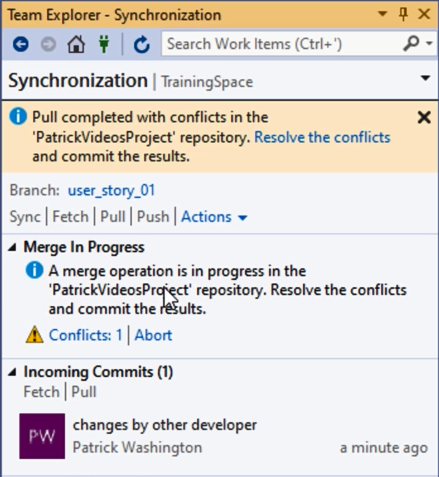 Team Explorer - Synchronization
Search Work Items (Ctrl+')
Synchronization | TrainingSpace
Pull completed with conflicts in the
'PatrickVideosProject' repository. Resolve the conflicts
and commit the results.
Branch: user_story_01
Sync | Fetch | Pull | Push | Actions
Merge In Progress
A merge operation is in progress in the
'PatrickVideosProject' repository. Resolve the conflicts
and commit the results.
Conflicts: 1 | Abort
Incoming Commits (1)
Fetch | Pull
PW
changes by other developer
Patrick Washington a minute ago